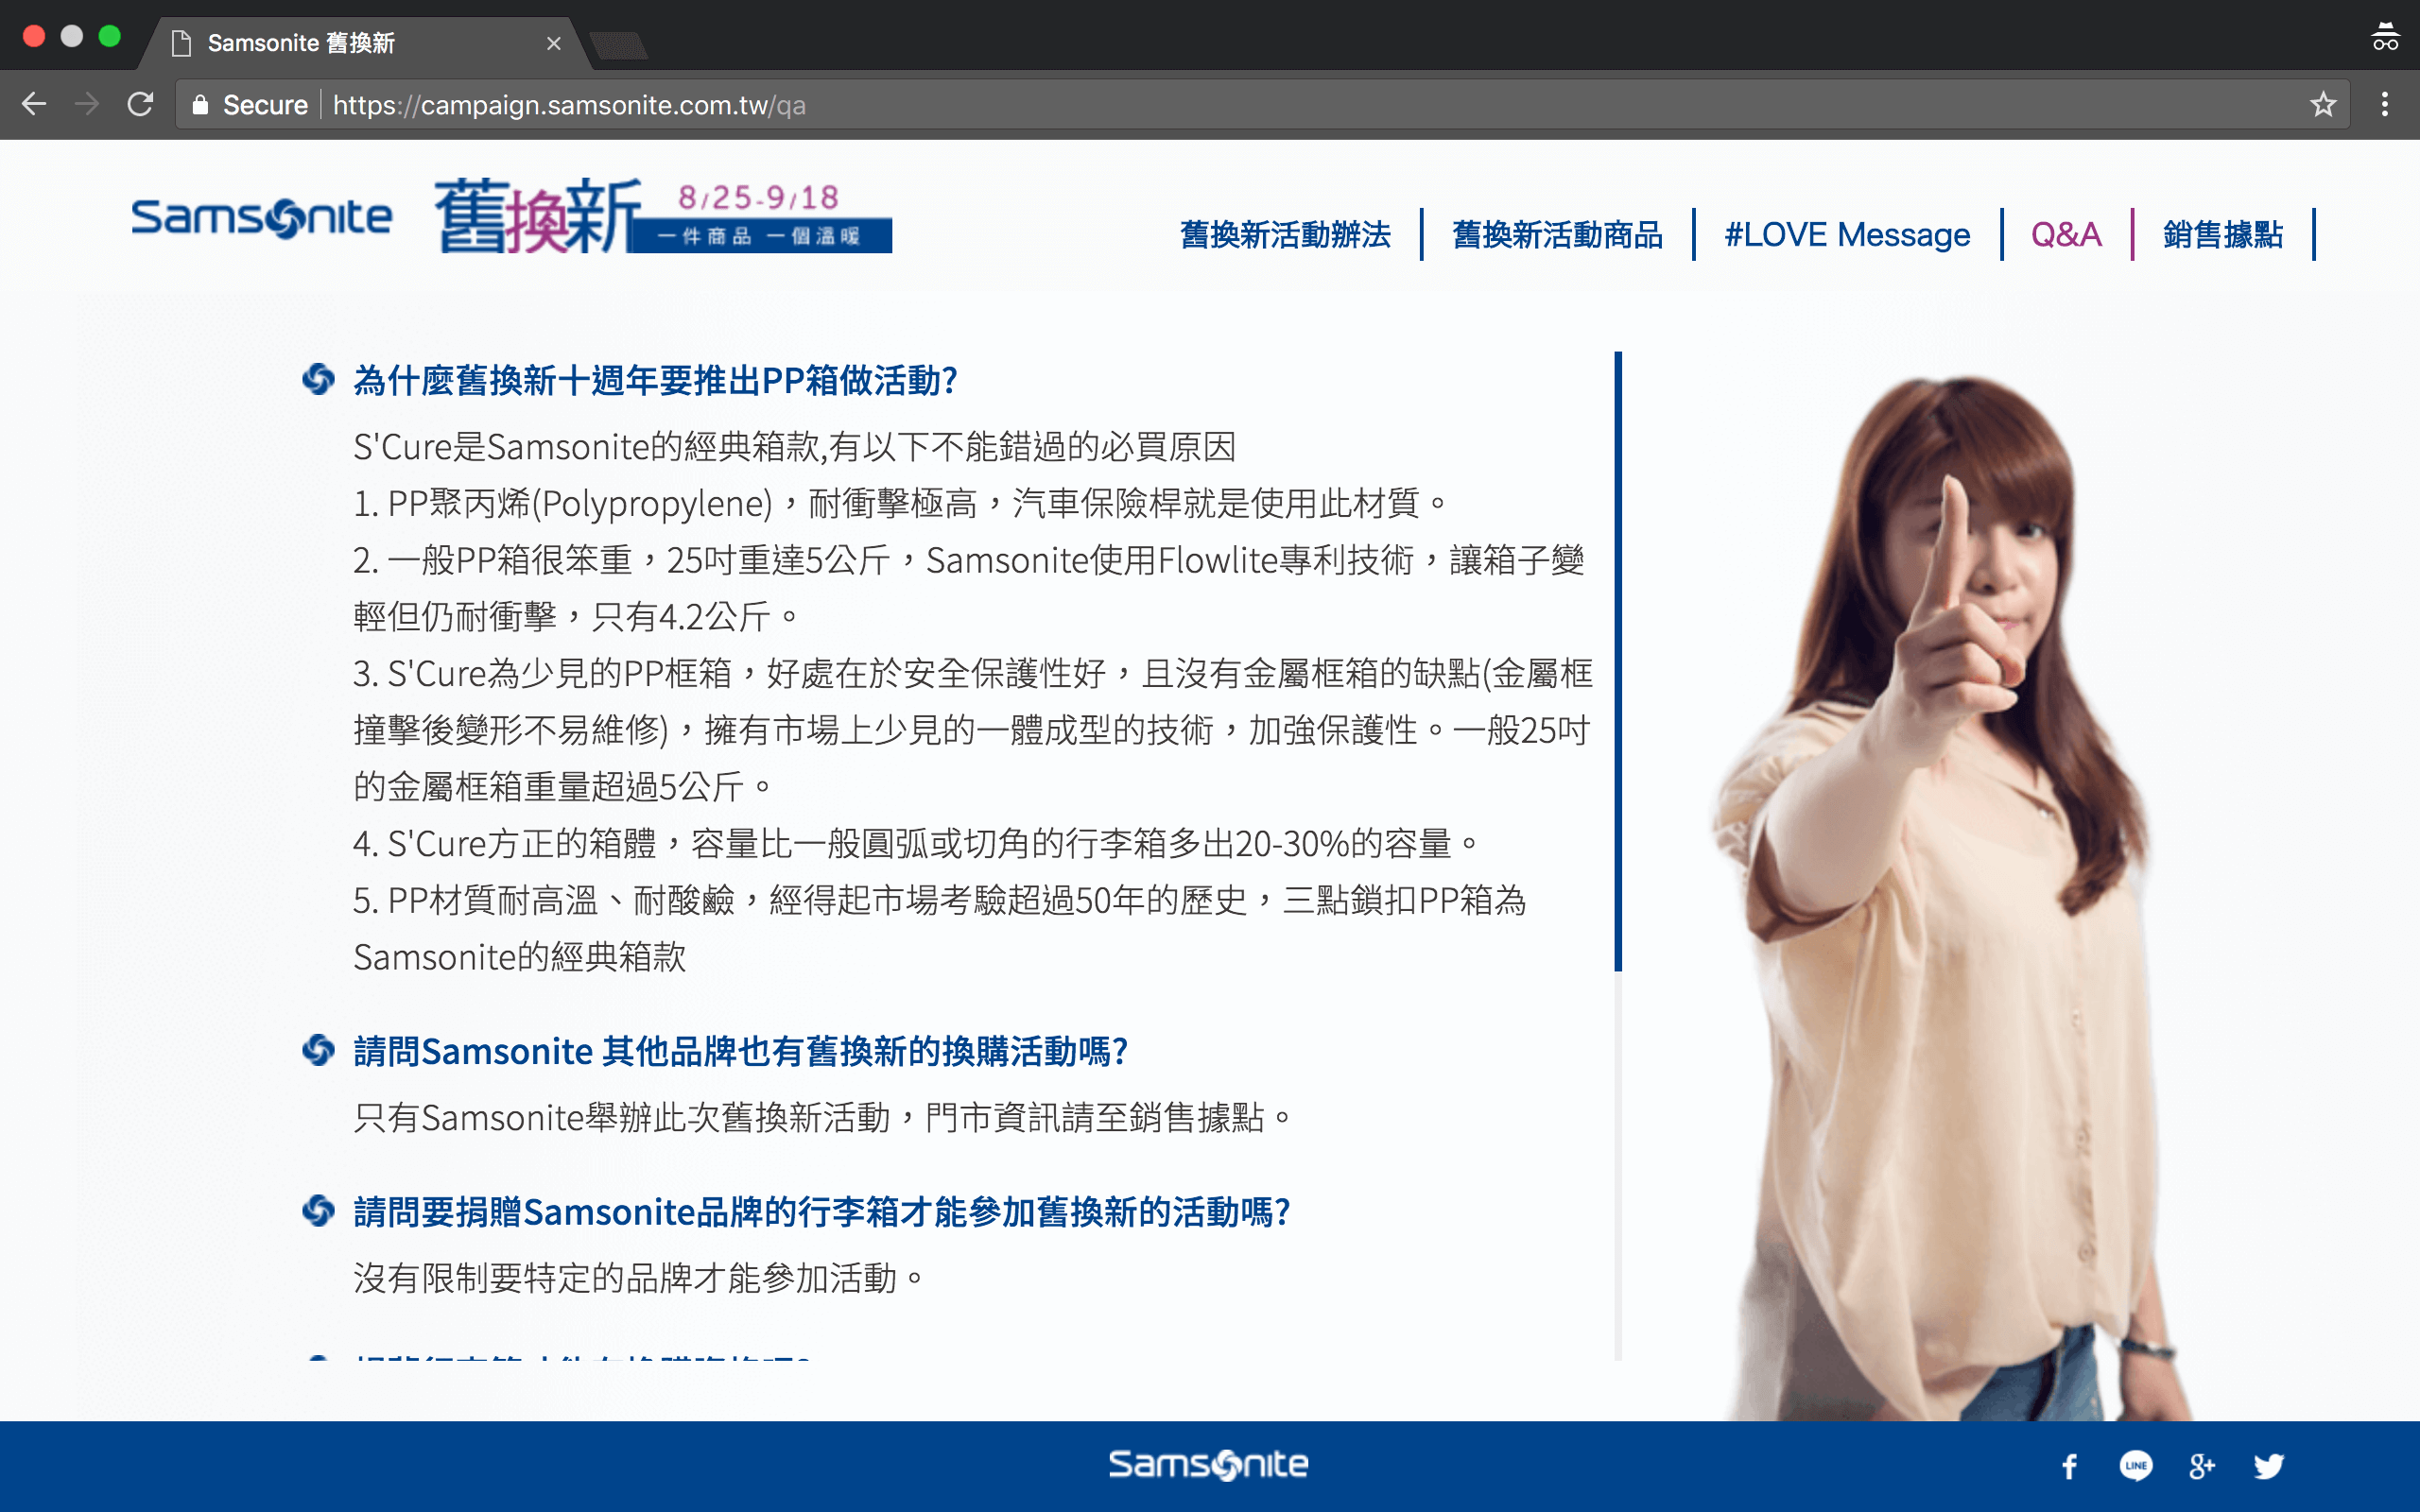 Samsonite 舊換新
Secure
https://campaign.samsonite.com.tw/qa
Samsonite
舊換新
8/25-9/18
一件商品 一個溫暖
舊換新活動辦法
舊換新活動商品
#LOVE Message
Q&A
銷售據點
為什麼舊換新十週年要推出PP箱做活動?
S'Cure是Samsonite的經典箱款,有以下不能錯過的必買原因
1. PP聚丙烯(Polypropylene)，耐衝擊極高，汽車保險桿就是使用此材質。
2. 一般PP箱很笨重，25吋重達5公斤，Samsonite使用Flowlite專利技術，讓箱子變
輕但仍耐衝擊，只有4.2公斤。
3. S'Cure為少見的PP框箱，好處在於安全保護性好，且沒有金屬框箱的缺點(金屬框
撞擊後變形不易維修)，擁有市場上少見的一體成型的技術，加強保護性。一般25吋
的金屬框箱重量超過5公斤。
4. S'Cure方正的箱體，容量比一般圓弧或切角的行李箱多出20-30%的容量。
5. PP材質耐高溫、耐酸鹼，經得起市場考驗超過50年的歷史，三點鎖扣PP箱為
Samsonite的經典箱款
請問Samsonite 其他品牌也有舊換新的換購活動嗎?
只有Samsonite舉辦此次舊換新活動，門市資訊請至銷售據點。
請問要捐贈Samsonite品牌的行李箱才能參加舊換新的活動嗎?
沒有限制要特定的品牌才能參加活動。
Samsonite
LINE